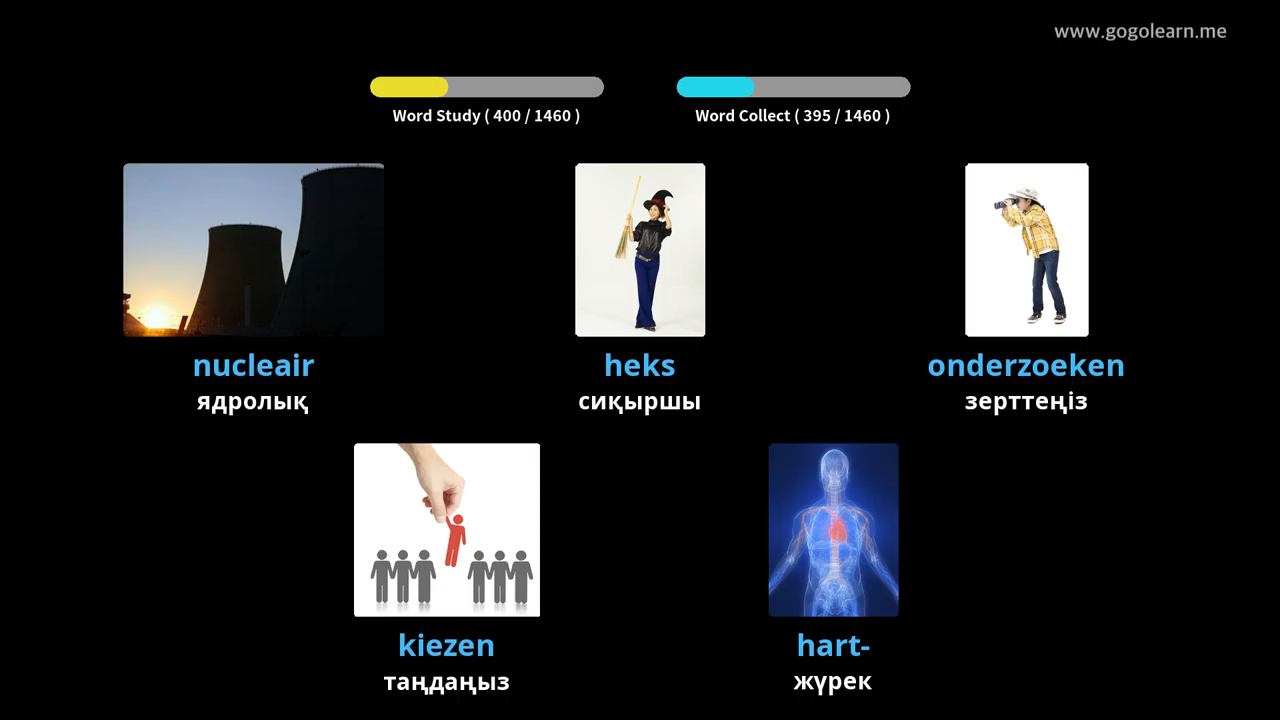 www.gogolearn.me
Word Study ( 400 / 1460 )
Word Collect ( 395 / 1460 )
nucleair
ядролық
heks
сиқыршы
onderzoeken
зерттеңіз
kiezen
таңдаңыз
hart-
жүрек